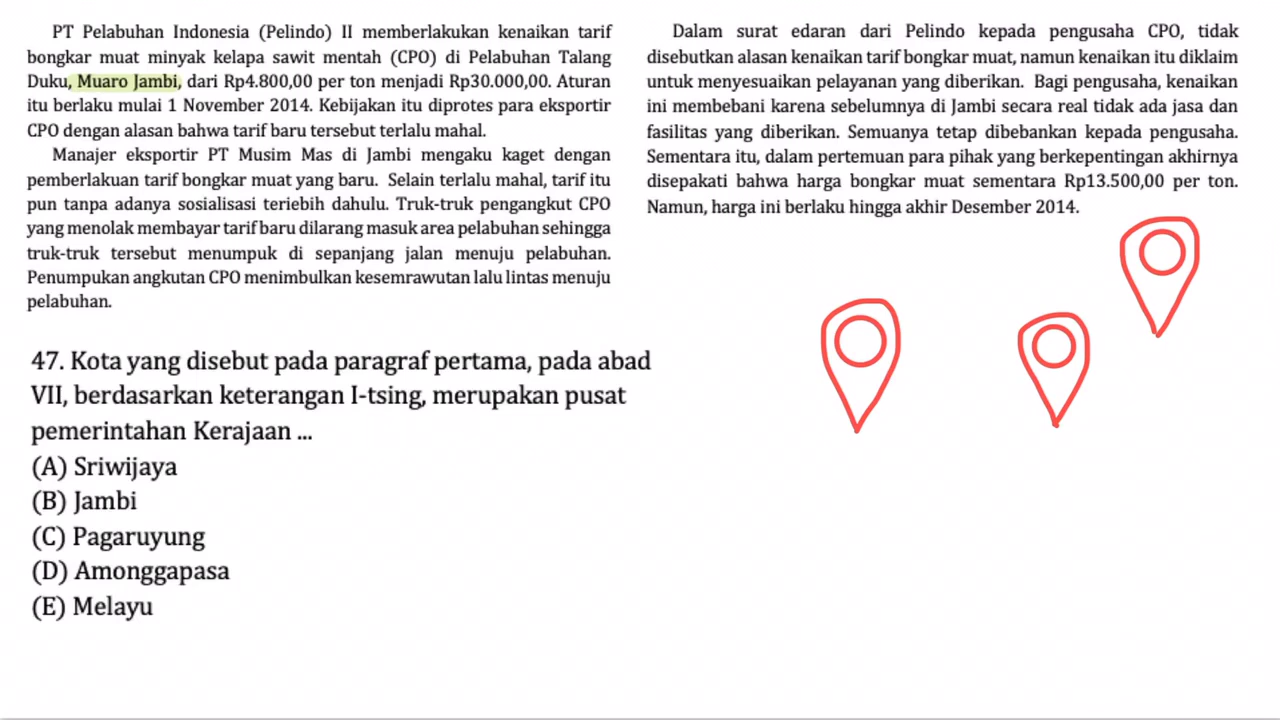 PT Pelabuhan Indonesia (Pelindo) II memberlakukan kenaikan tarif
bongkar muat minyak kelapa sawit mentah (CPO) di Pelabuhan Talang
Duku, Muaro Jambi, dari Rp4.800,00 per ton menjadi Rp30.000,00. Aturan
itu berlaku mulai 1 November 2014. Kebijakan itu diprotes para eksportir
CPO dengan alasan bahwa tarif baru tersebut terlalu mahal.
Manajer eksportir PT Musim Mas di Jambi mengaku kaget dengan
pemberlakuan tarif bongkar muat yang baru. Selain terlalu mahal, tarif itu
pun tanpa adanya sosialisasi teriebih dahulu. Truk-truk pengangkut CPO
yang menolak membayar tarif baru dilarang masuk area pelabuhan sehingga
truk-truk tersebut menumpuk di sepanjang jalan menuju pelabuhan.
Penumpukan angkutan CPO menimbulkan kesemrawutan lalu lintas menuju
pelabuhan.
Dalam surat edaran dari Pelindo kepada pengusaha CPO, tidak
disebutkan alasan kenaikan tarif bongkar muat, namun kenaikan itu diklaim
untuk menyesuaikan pelayanan yang diberikan. Bagi pengusaha, kenaikan
ini membebani karena sebelumnya di Jambi secara real tidak ada jasa dan
fasilitas yang diberikan. Semuanya tetap dibebankan kepada pengusaha.
Sementara itu, dalam pertemuan para pihak yang berkepentingan akhirnya
disepakati bahwa harga bongkar muat sementara Rp13.500,00 per ton.
Namun, harga ini berlaku hingga akhir Desember 2014.
47. Kota yang disebut pada paragraf pertama, pada abad
VII, berdasarkan keterangan I-tsing, merupakan pusat
pemerintahan Kerajaan ...
(A) Sriwijaya
(B) Jambi
(C) Pagaruyung
(D) Amonggapasa
(E) Melayu